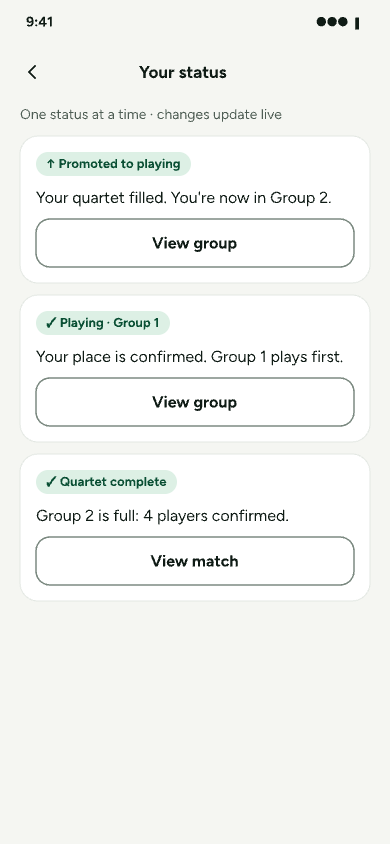 9:41
Your status
One status at a time · changes update live
↑ Promoted to playing
Your quartet filled. You're now in Group 2.
View group
✓ Playing · Group 1
Your place is confirmed. Group 1 plays first.
View group
✓ Quartet complete
Group 2 is full: 4 players confirmed.
View match